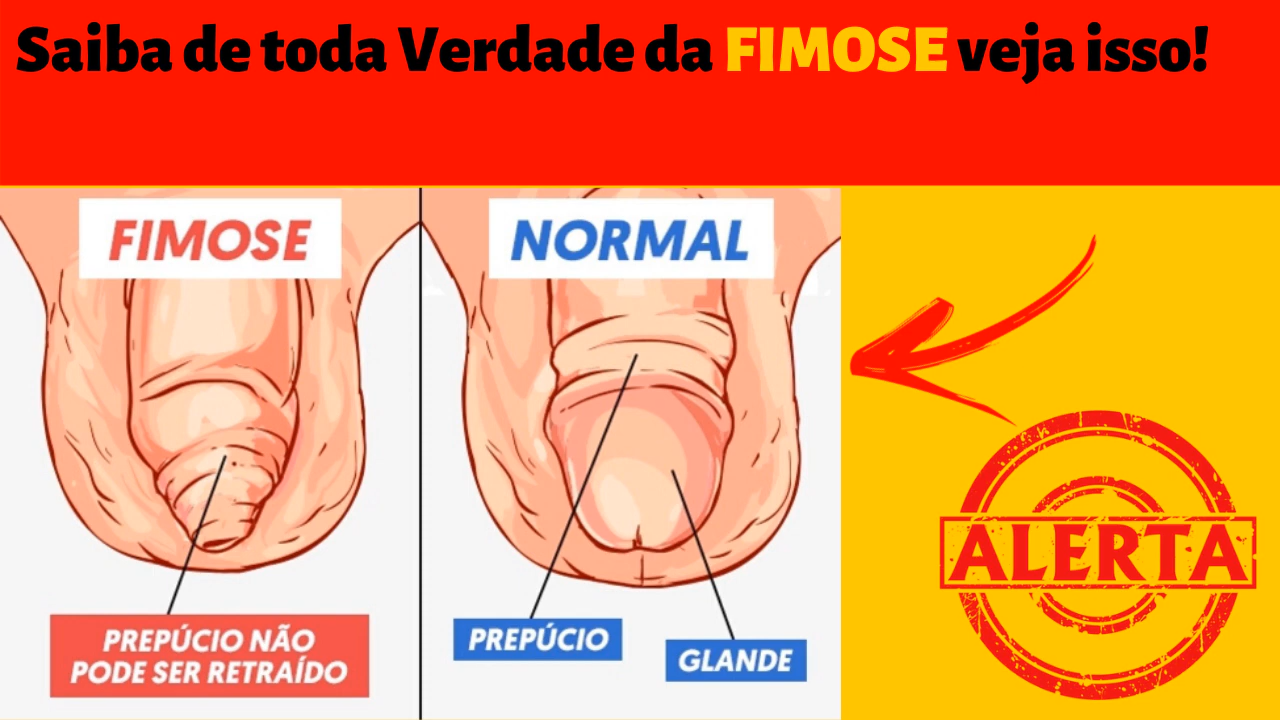 Saiba de toda Verdade da FIMOSE veja isso!
FIMOSE
NORMAL
PREPÚCIO NÃO
PODE SER RETRAÍDO
PREPÚCIO
GLANDE
ALERTA